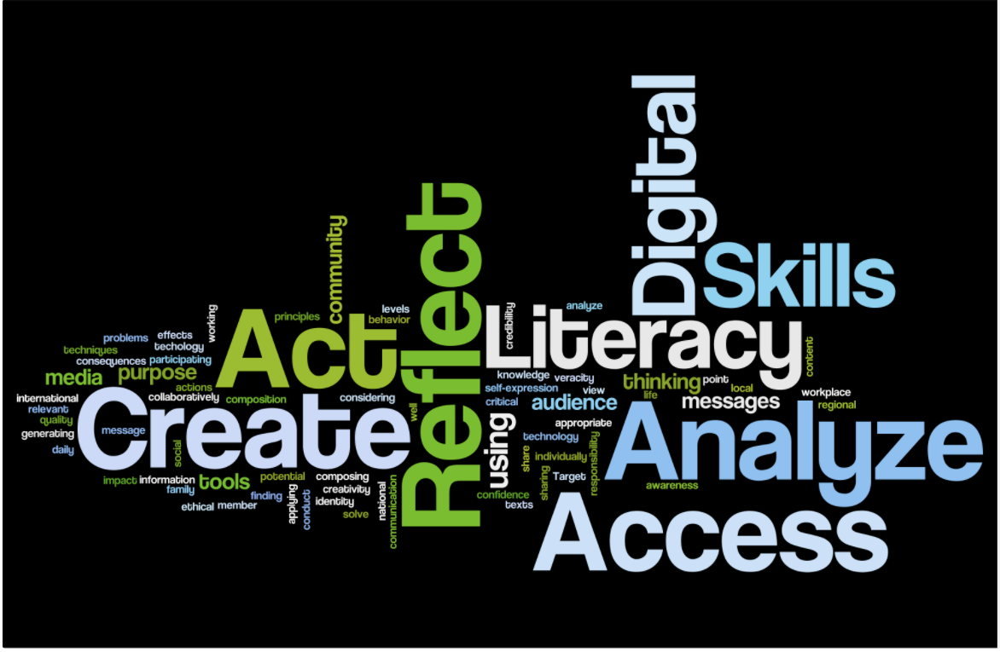 Digital
Skills
community
Reflect
working
principles
Act
levels
behavior
credibility
analyze
Literacy
content
problems
effects
techniques
techology
consequences
participating
media
purpose
actions
international
collaboratively
composition
considering
relevant
quality
generating
daily
Create
message
social
well
knowledge
veracity
self-expression
view
critical
audience
thinking
point
local
life
messages
workplace
regional
using
appropriate
technology
share
individually
responsibility
sharing
Target
Analyze
awareness
impact
information
family
tools
potential
composing
creativity
finding
applying
conduct
identity
ethical
member
solve
national
communication
confidence
texts
Access